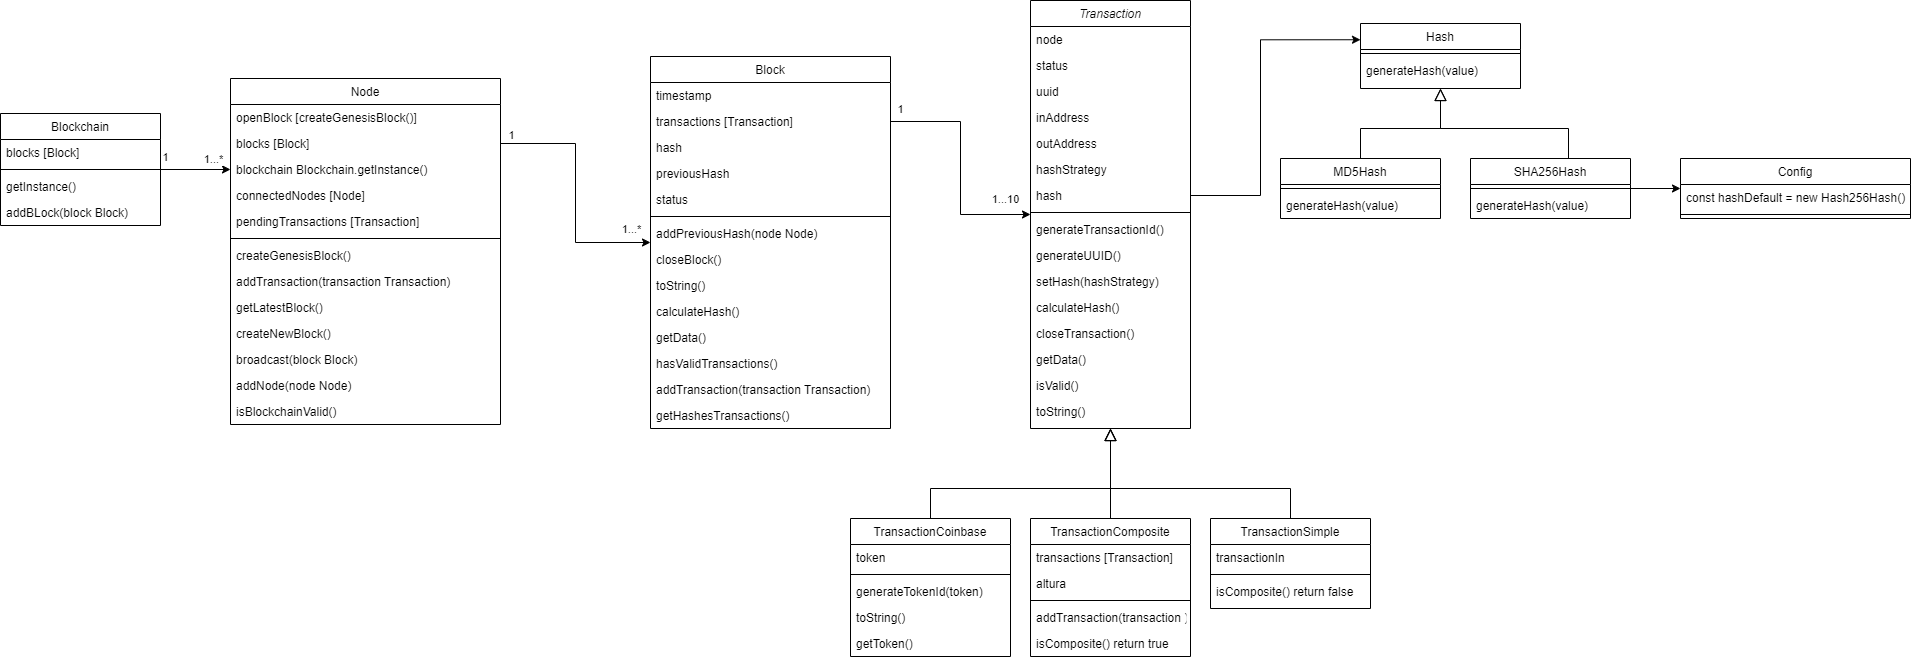 Blockchain
blocks [Block]
getInstance()
addBLock(block Block)
1
1...*
Node
openBlock [createGenesisBlock()]
blocks [Block]
blockchain Blockchain.getInstance()
connectedNodes [Node]
pendingTransactions [Transaction]
createGenesisBlock()
addTransaction(transaction Transaction)
getLatestBlock()
createNewBlock()
broadcast(block Block)
addNode(node Node)
isBlockchainValid()
1
1...*
Block
timestamp
transactions [Transaction]
hash
previousHash
status
addPreviousHash(node Node)
closeBlock()
toString()
calculateHash()
getData()
hasValidTransactions()
addTransaction(transaction Transaction)
getHashesTransactions()
1
1...10
Transaction
node
status
uuid
inAddress
outAddress
hashStrategy
hash
generateTransactionId()
generateUUID()
setHash(hashStrategy)
calculateHash()
closeTransaction()
getData()
isValid()
toString()
Hash
generateHash(value)
MD5Hash
generateHash(value)
SHA256Hash
generateHash(value)
Config
const hashDefault = new Hash256Hash()
TransactionCoinbase
token
generateTokenId(token)
toString()
getToken()
TransactionComposite
transactions [Transaction]
altura
addTransaction(transaction )
isComposite() return true
TransactionSimple
transactionIn
isComposite() return false